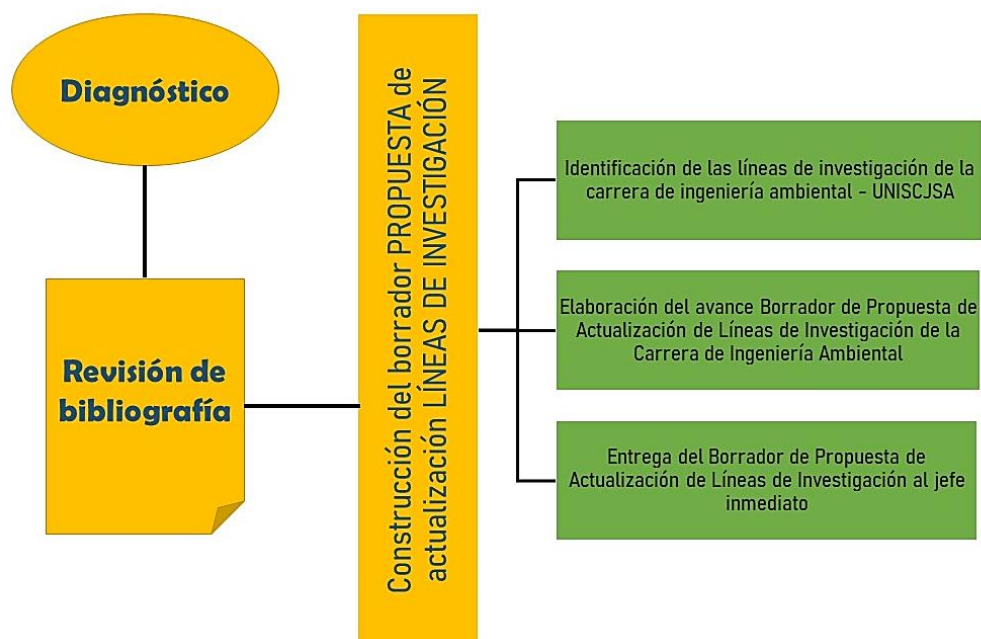 Diagnóstico
Revisión de
bibliografía
Construcción del borrador PROPUESTA de
actualización LÍNEAS DE INVESTIGACIÓN
Identificación de las líneas de investigación de la
carrera de ingeniería ambiental - UNISCJSA
Elaboración del avance Borrador de Propuesta de
Actualización de Líneas de Investigación de la
Carrera de Ingeniería Ambiental
Entrega del Borrador de Propuesta de
Actualización de Líneas de Investigación al jefe
inmediato